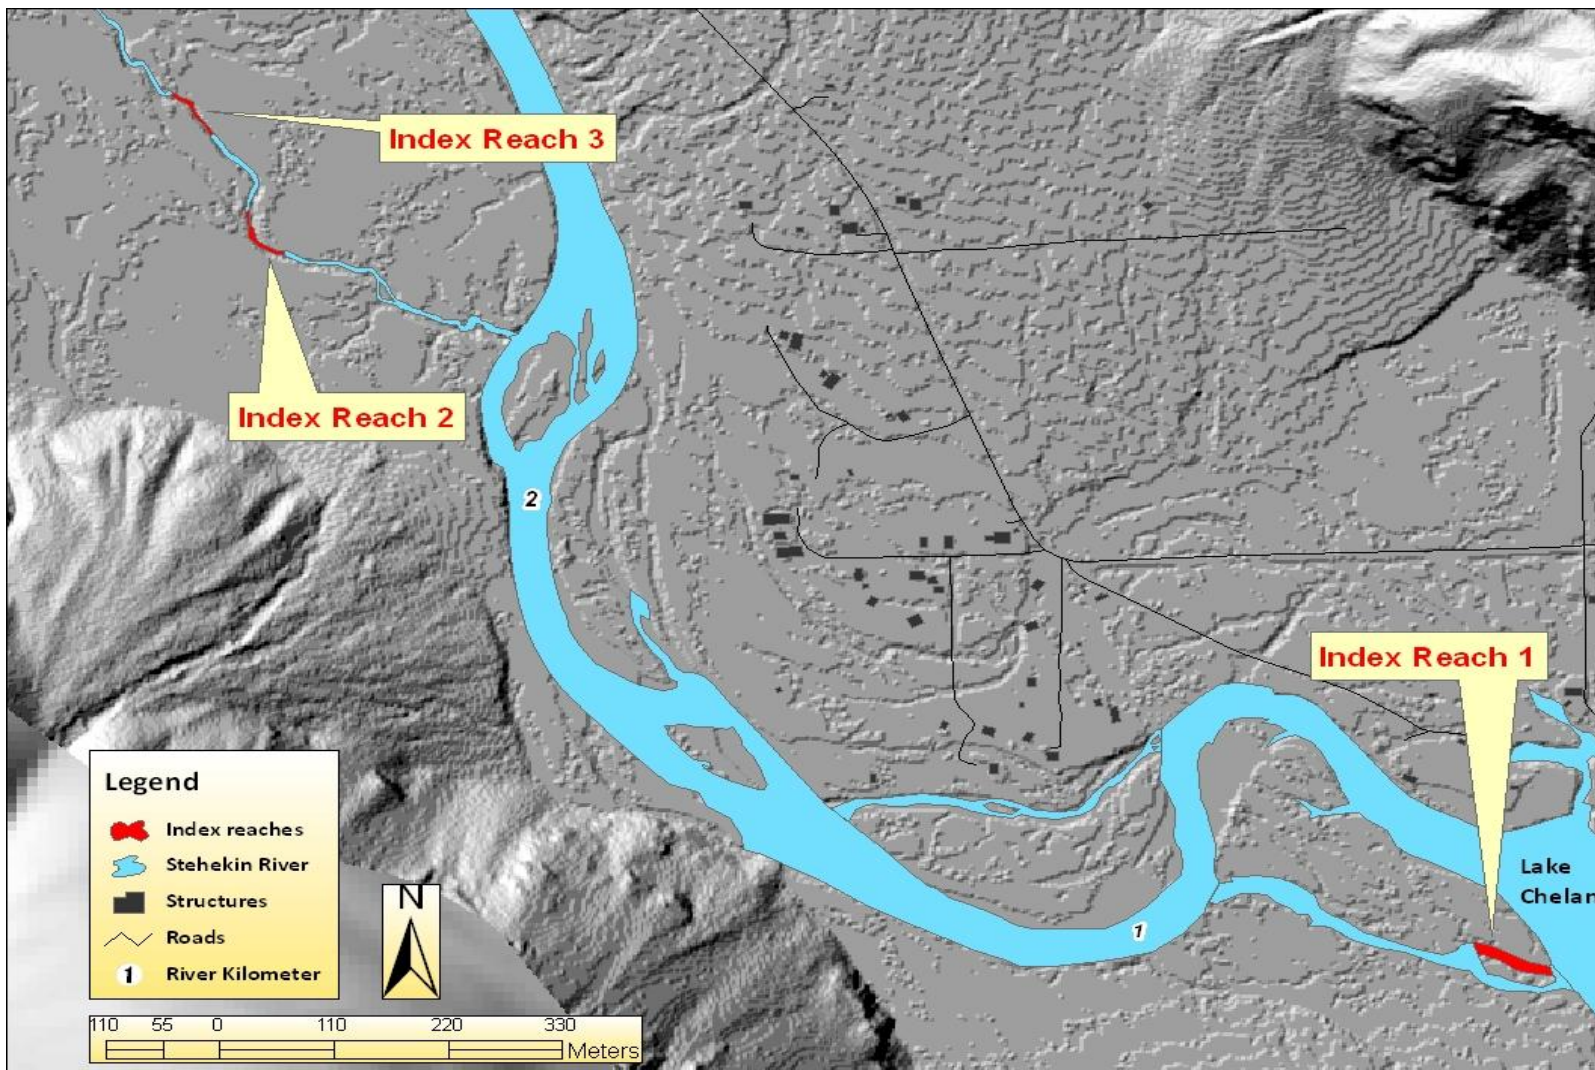 Index Reach 3
Index Reach 2
2
Index Reach 1
Lake
Chelan
1
Legend
Index reaches
Stehekin River
Structures
Roads
1 River Kilometer
N
110 55 0 110 220 330
Meters